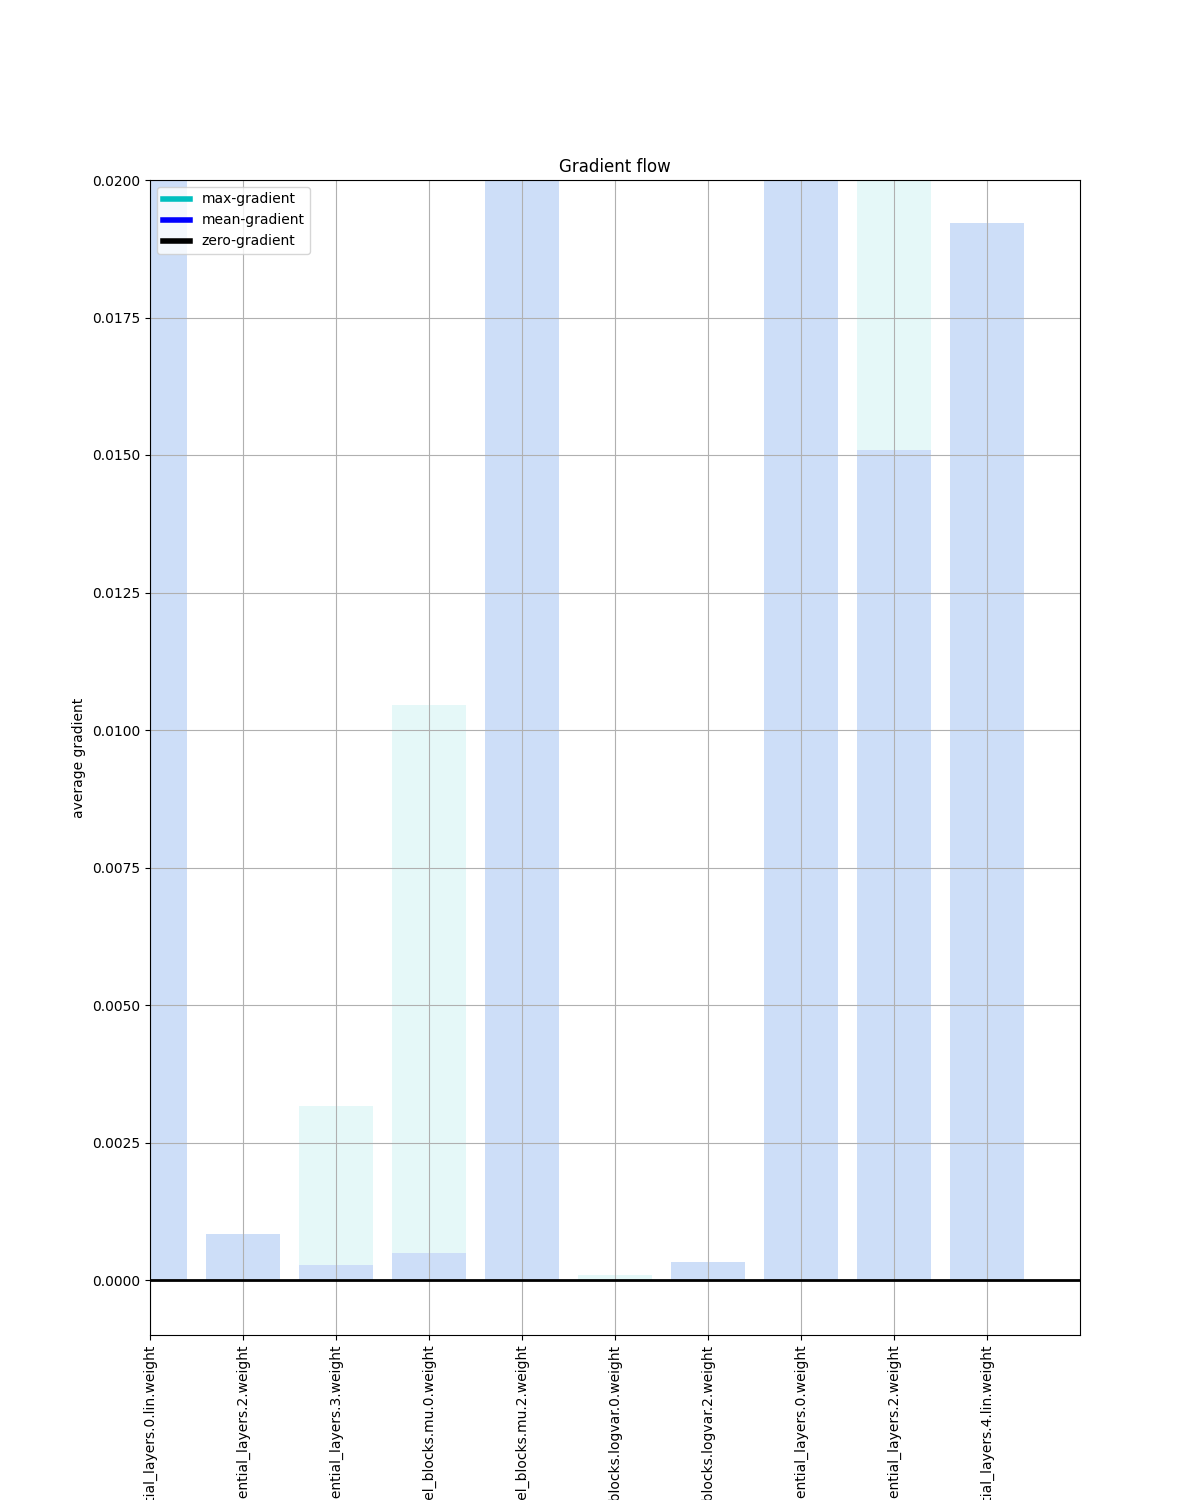 Gradient flow
max-gradient
mean-gradient
zero-gradient
0.0200
0.0175
0.0150
0.0125
0.0100
0.0075
0.0050
0.0025
0.0000
average gradient
tial_layers.0.lin.weight
ential_layers.2.weight
ential_layers.3.weight
el_blocks.mu.0.weight
el_blocks.mu.2.weight
blocks.logvar.0.weight
blocks.logvar.2.weight
ential_layers.0.weight
ential_layers.2.weight
tial_layers.4.lin.weight